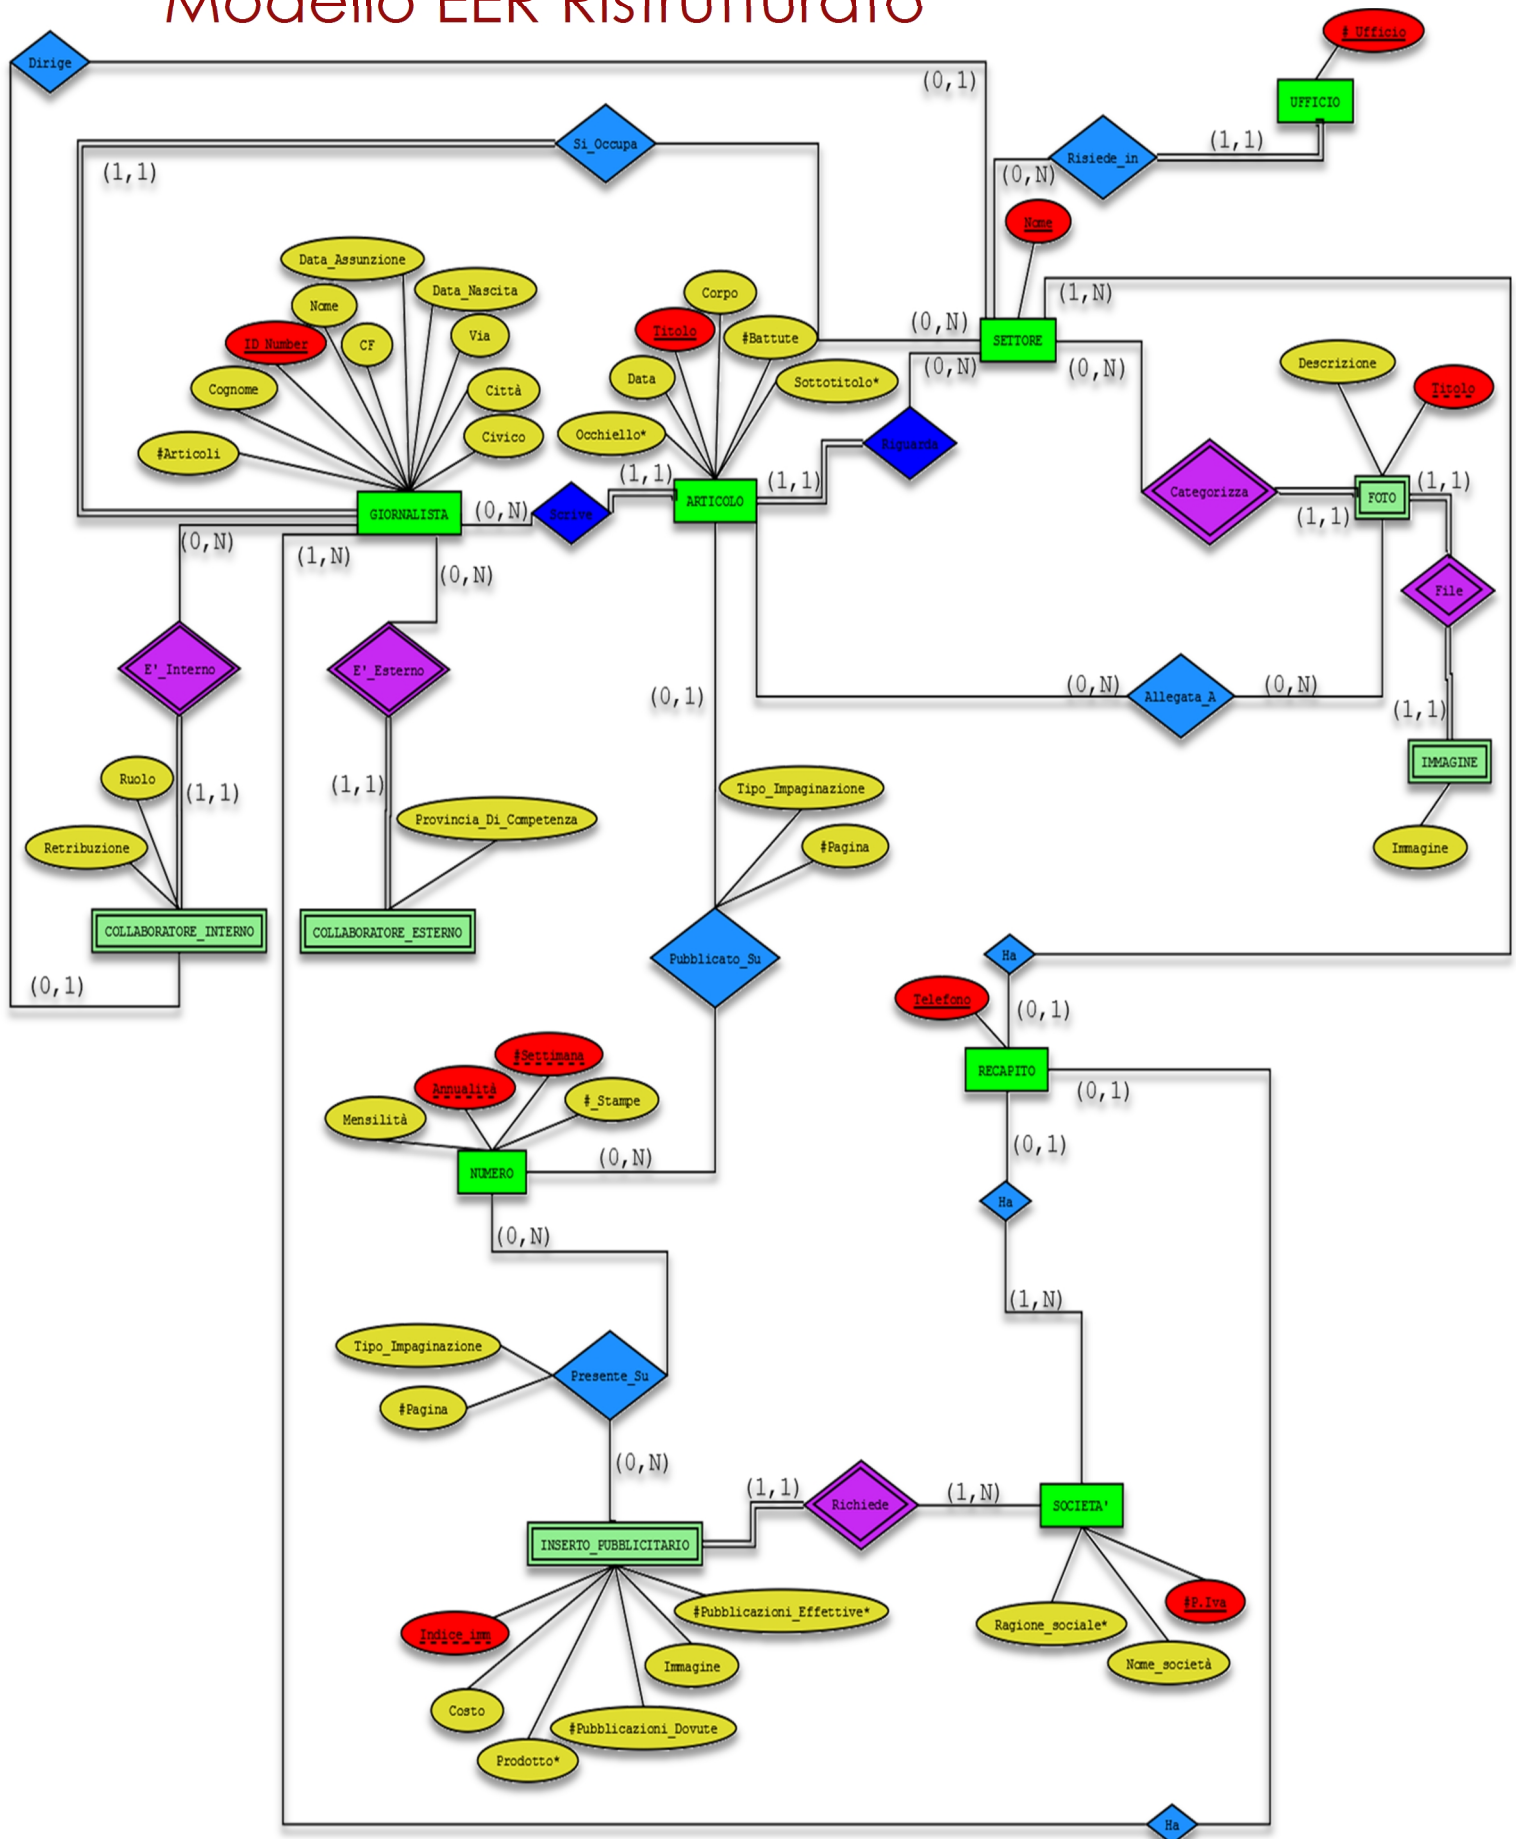 Modello EER Ristrutturato
# Ufficio
Dirige
(0,1)
UFFICIO
Si_Occupa
(1,1)
Risiede_in
(1,1)
(0,N)
Nome
Data_Assunzione
Data_Nascita
Corpo
(1,N)
Nome
ID Number
CF
Via
Titolo
#Battute
(0,N)
SETTORE
(0,N)
(0,N)
Descrizione
Titolo
Cognome
Città
Data
Sottotitolo*
#Articoli
Civico
Occhiello*
Riguarda
GIORNALISTA
(0,N)
Scrive
(1,1)
ARTICOLO
(1,1)
Categorizza
(1,1)
FOTO
(1,1)
(0,N)
(1,N)
(0,N)
File
E'_Interno
E'_Esterno
(0,1)
(0,N)
Allegata_A
(0,N)
(1,1)
IMMAGINE
Ruolo
(1,1)
(1,1)
Tipo_Impaginazione
Retribuzione
Provincia_Di_Competenza
#Pagina
Immagine
COLLABORATORE_INTERNO
COLLABORATORE_ESTERNO
Pubblicato_Su
Ha
(0,1)
Telefono
(0,1)
#Settimana
RECAPITO
(0,1)
Annualità
#_Stampe
Mensilità
NUMERO
(0,N)
(0,1)
Ha
(0,N)
(1,N)
Tipo_Impaginazione
#Pagina
Presente_Su
(0,N)
(1,1)
Richiede
(1,N)
SOCIETA'
INSERTO_PUBBLICITARIO
#Pubblicazioni_Effettive*
#P.Iva
Ragione_sociale*
Indice_imm
Immagine
Nome_società
Costo
#Pubblicazioni_Dovute
Prodotto*
Ha